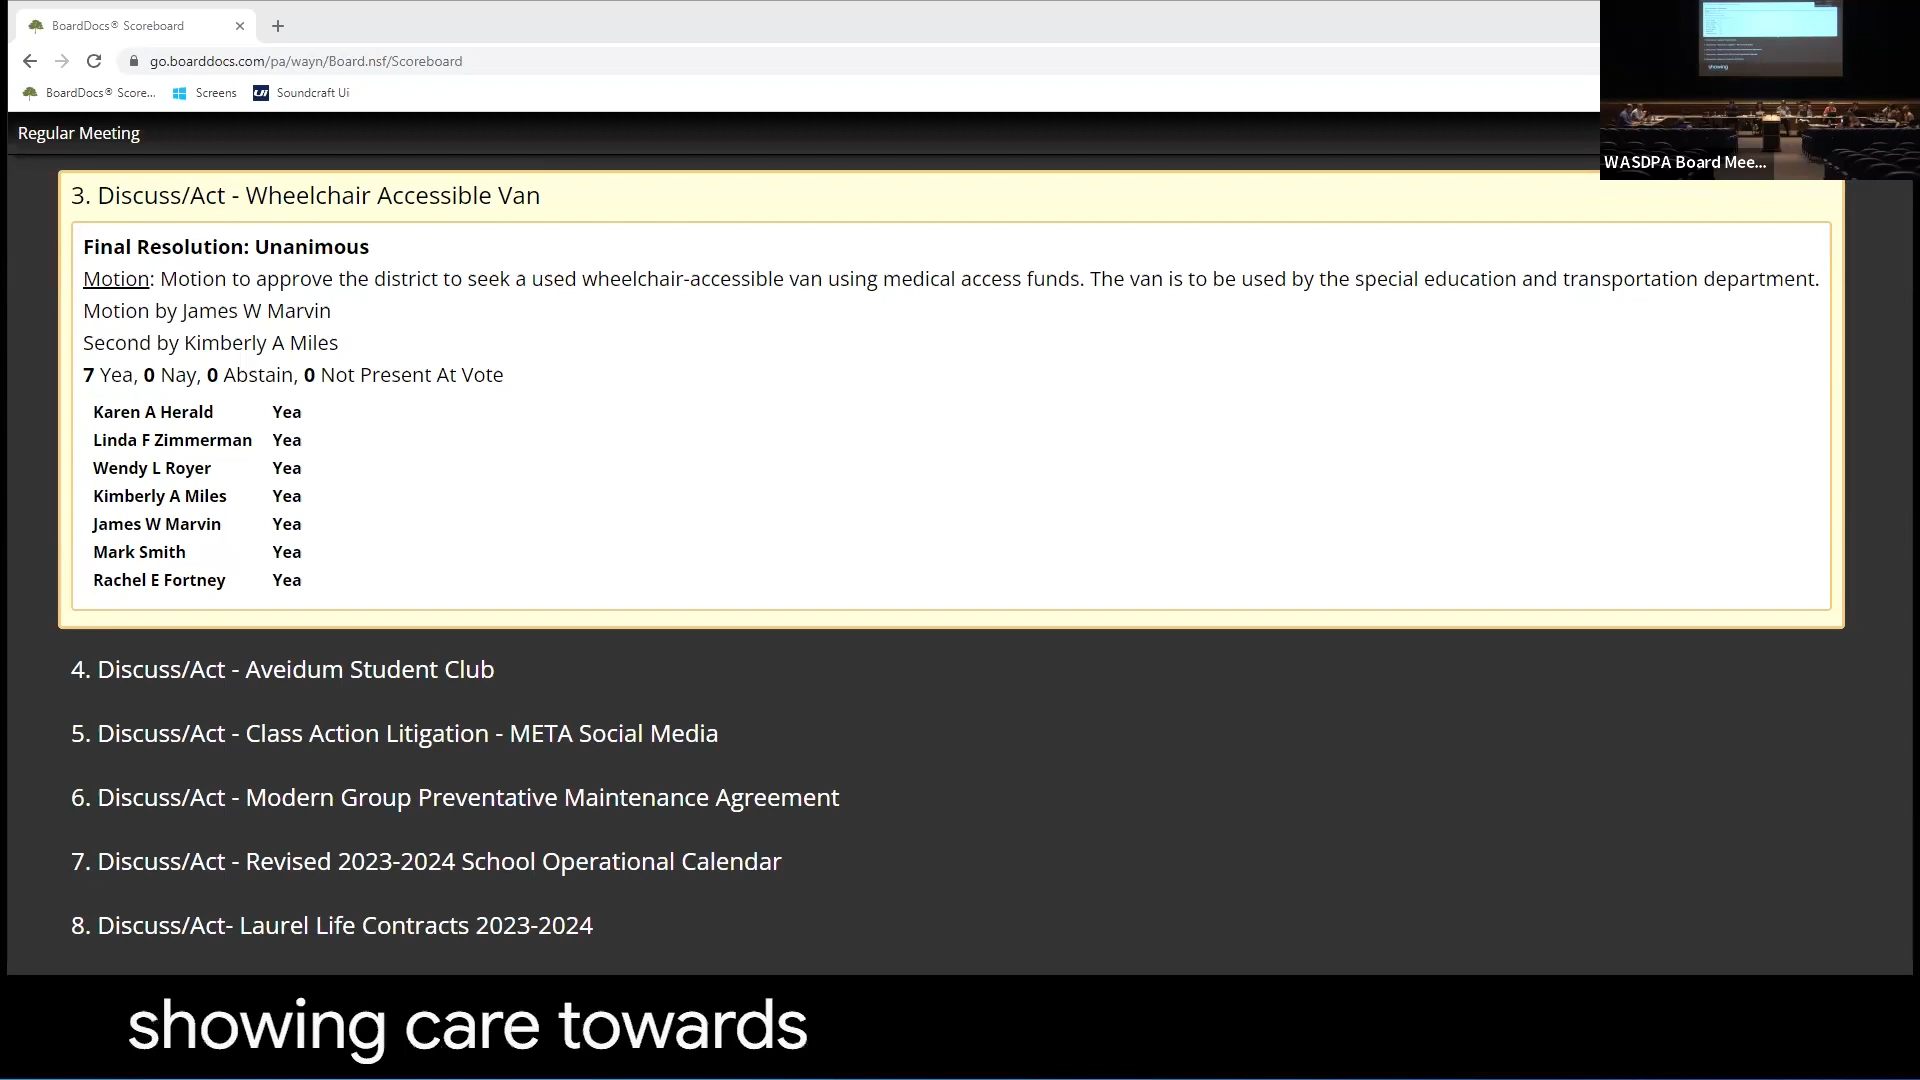 BoardDocs® Scoreboard
go.boarddocs.com/pa/wayn/Board.nsf/Scoreboard
BoardDocs® Score...
Screens
UI
Soundcraft Ui
Regular Meeting
showing
WASDPA Board Mee...
3. Discuss/Act - Wheelchair Accessible Van
Final Resolution: Unanimous
Motion: Motion to approve the district to seek a used wheelchair-accessible van using medical access funds. The van is to be used by the special education and transportation department.
Motion by James W Marvin
Second by Kimberly A Miles
7 Yea, 0 Nay, 0 Abstain, 0 Not Present At Vote
Karen A Herald Yea
Linda F Zimmerman Yea
Wendy L Royer Yea
Kimberly A Miles Yea
James W Marvin Yea
Mark Smith Yea
Rachel E Fortney Yea
4. Discuss/Act - Aveidum Student Club
5. Discuss/Act - Class Action Litigation - META Social Media
6. Discuss/Act - Modern Group Preventative Maintenance Agreement
7. Discuss/Act - Revised 2023-2024 School Operational Calendar
8. Discuss/Act- Laurel Life Contracts 2023-2024
showing care towards